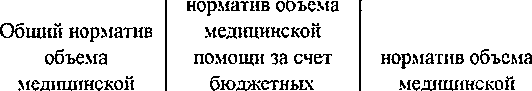 Общий норматив
объема
медицинской
норматив объема
медицинской
помощи за счет
бюджетных
норматив объема
медицинской